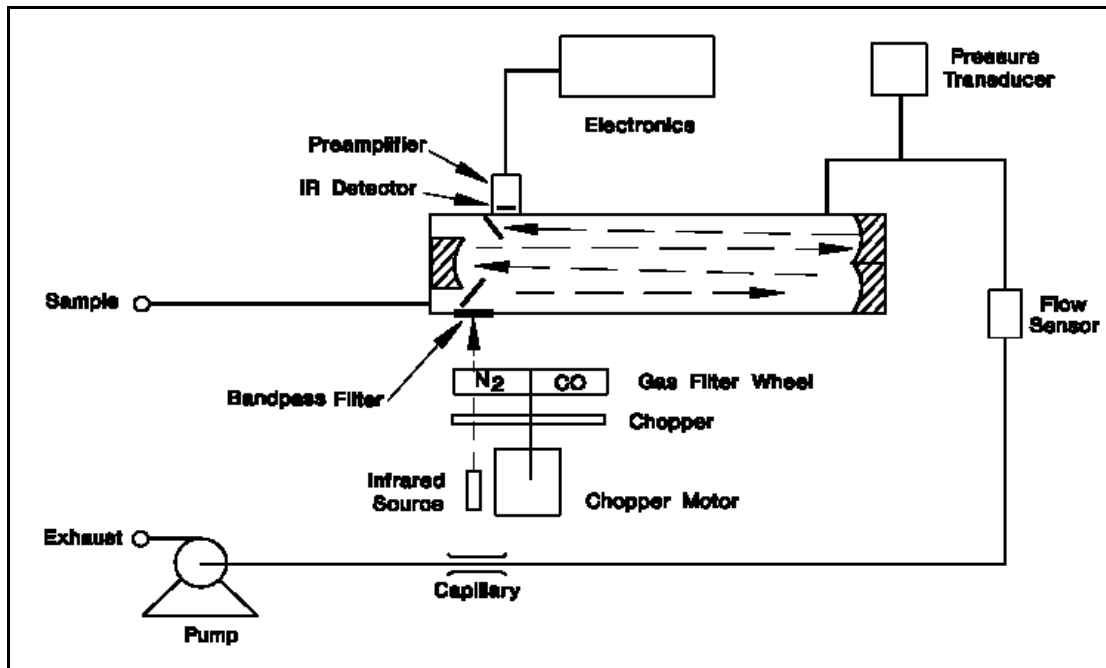 Pressure
Transducer
Electronics
Preamplifier
IR Detector
Sample
Flow
Sensor
N2
CO
Gas Filter Wheel
Bandpass Filter
Chopper
Infrared
Source
Chopper Motor
Exhaust
Capillary
Pump